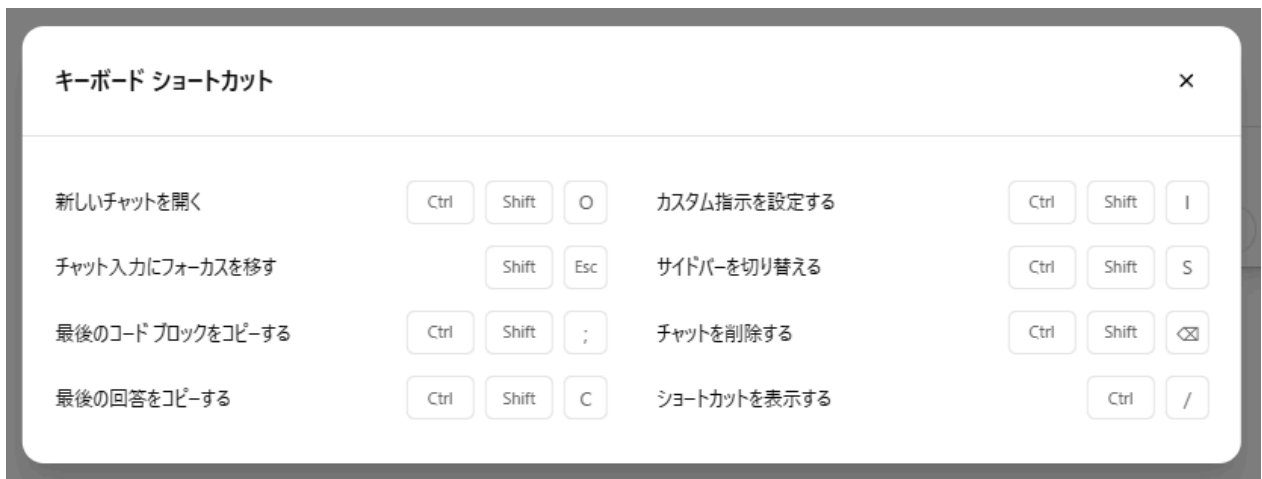 キーボード ショートカット ×
新しいチャットを開く Ctrl Shift O
チャット入力にフォーカスを移す Shift Esc
最後のコード ブロックをコピーする Ctrl Shift ;
最後の回答をコピーする Ctrl Shift C
カスタム指示を設定する Ctrl Shift I
サイドバーを切り替える Ctrl Shift S
チャットを削除する Ctrl Shift ⌫
ショートカットを表示する Ctrl /